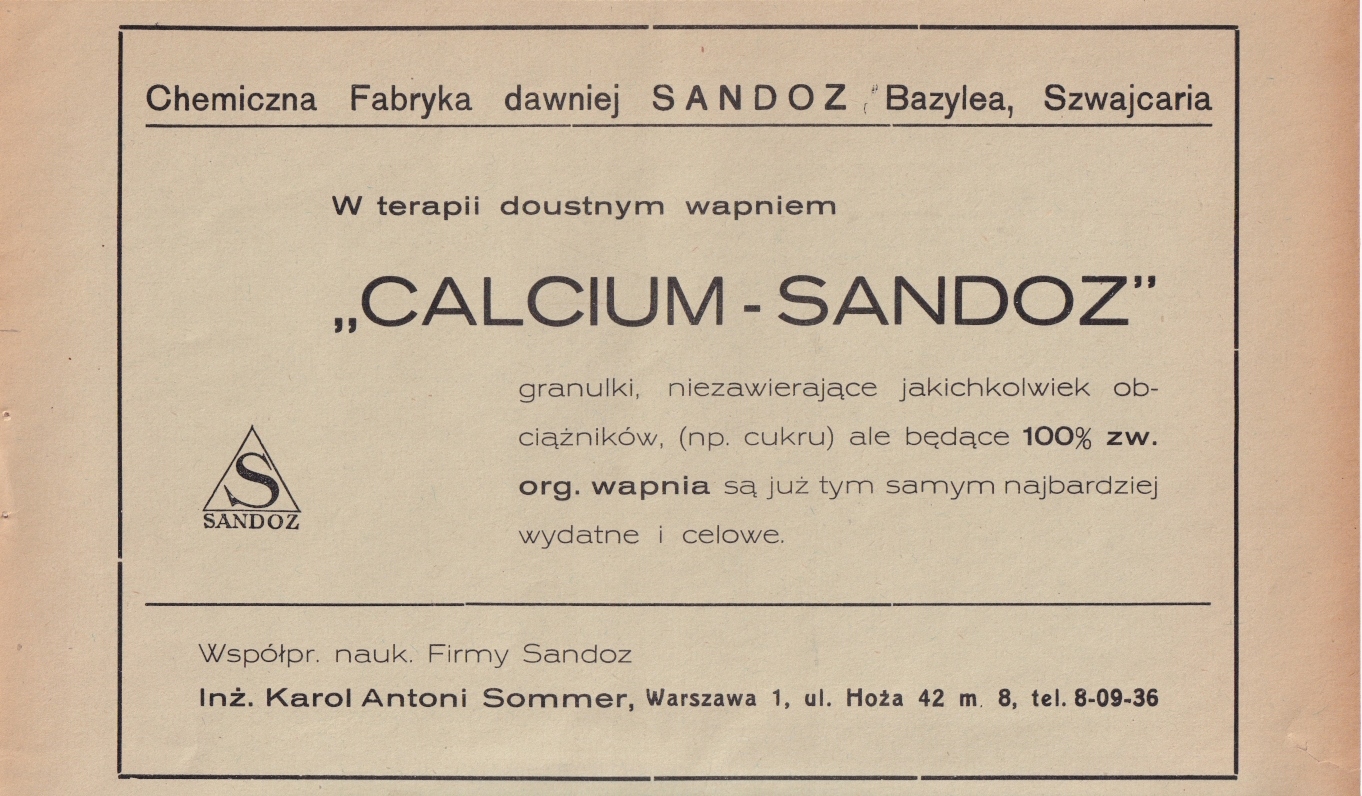 Chemiczna Fabryka dawniej SANDOZ Bazylea, Szwajcaria
W terapii doustnym wapniem
„CALCIUM - SANDOZ”
granulki, niezawierające jakichkolwiek ob-
ciążników, (np. cukru) ale będące 100% zw.
org. wapnia są już tym samym najbardziej
wydatne i celowe.
S
SANDOZ
Współpr. nauk. Firmy Sandoz
Inż. Karol Antoni Sommer, Warszawa 1, ul. Hoża 42 m. 8, tel. 8-09-36